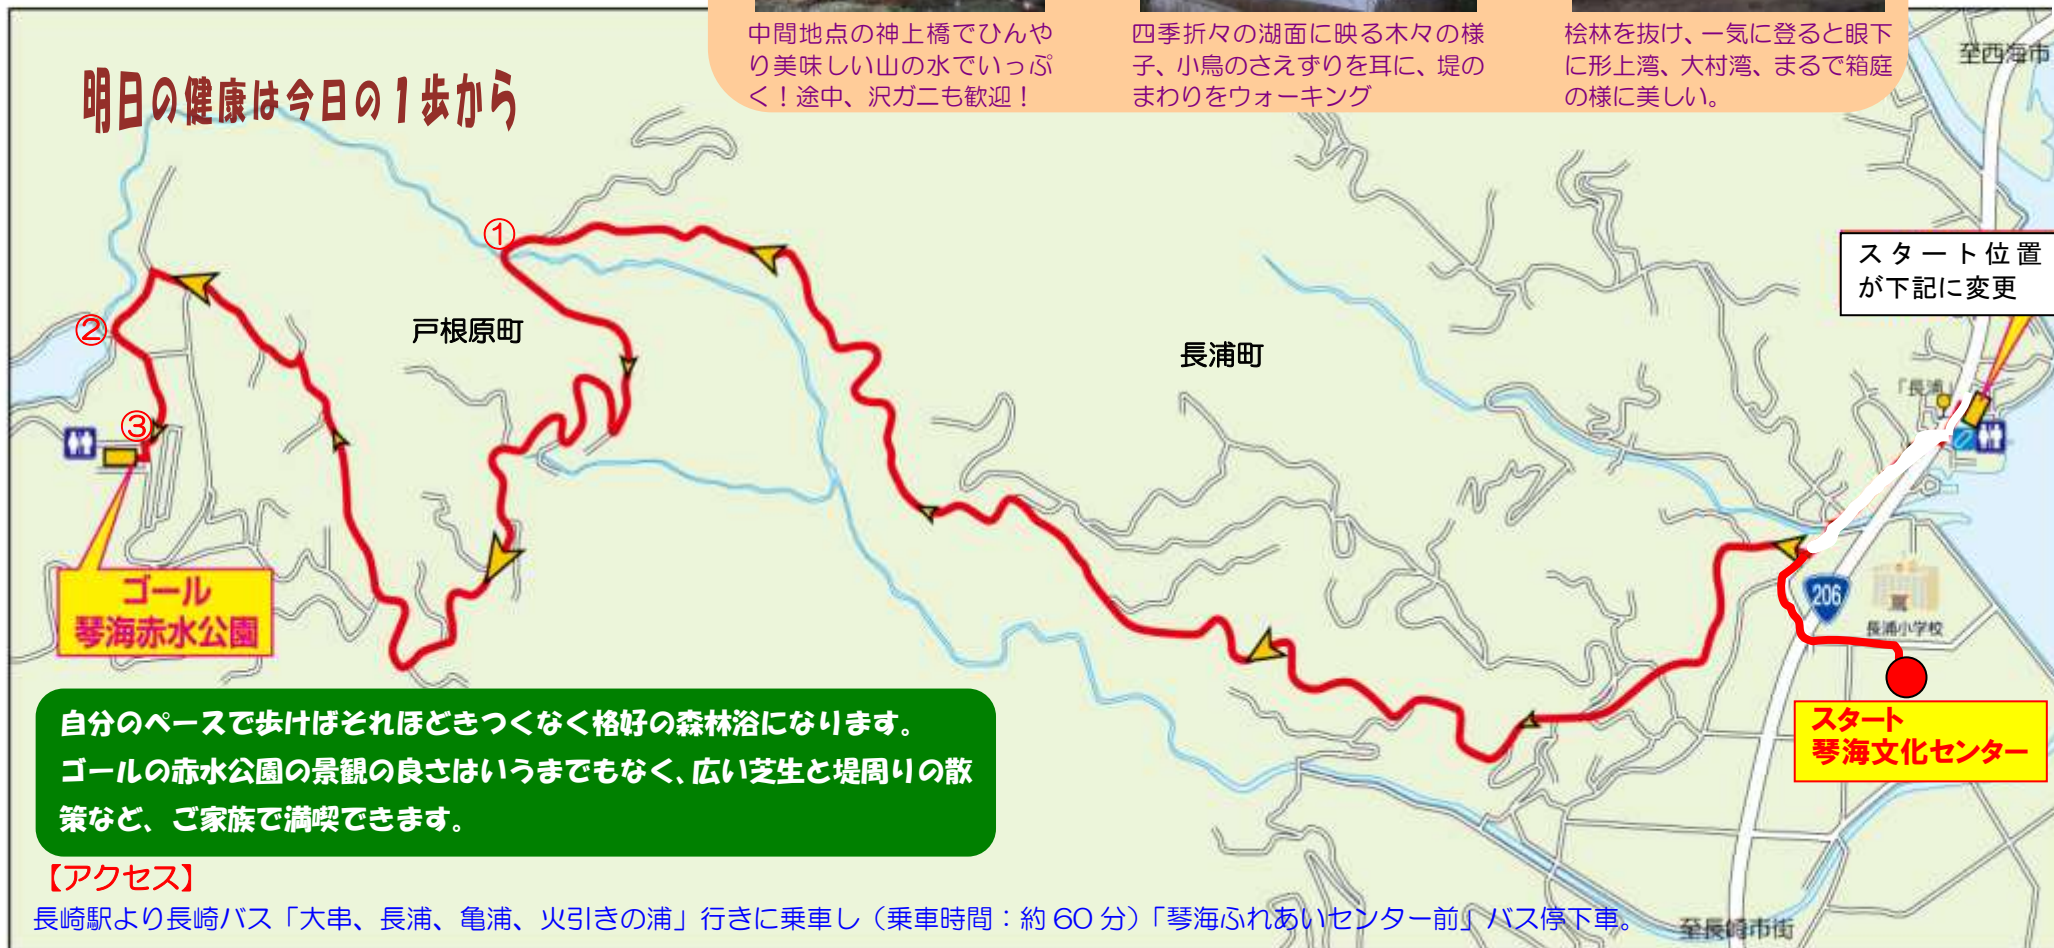 中間地点の神上橋でひんや
り美味しい山の水でいっぷ
く！途中、沢ガニも歓迎！
四季折々の湖面に映る木々の様
子、小鳥のさえずりを耳に、堤の
まわりをウォーキング
桧林を抜け、一気に登ると眼下
に形上湾、大村湾、まるで箱庭
の様に美しい。
至西海市
明日の健康は今日の1歩から
①
スタート位置
が下記に変更
②
戸根原町
長浦町
「長浦」
③
206
長浦小学校
ゴール
琴海赤水公園
スタート
琴海文化センター
自分のペースで歩けばそれほどきつくなく格好の森林浴になります。
ゴールの赤水公園の景観の良さはいうまでもなく、広い芝生と堤周りの散
策など、ご家族で満喫できます。
【アクセス】
長崎駅より長崎バス「大串、長浦、亀浦、火引きの浦」行きに乗車し（乗車時間：約60分）「琴海ふれあいセンター前」バス停下車。
至長崎市街